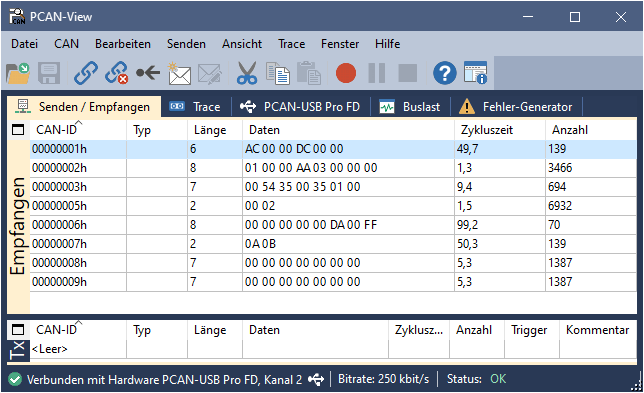 PCAN-View
Datei CAN Bearbeiten Senden Ansicht Trace Fenster Hilfe
Senden / Empfangen Trace PCAN-USB Pro FD Buslast Fehler-Generator
Empfangen
CAN-ID Typ Länge Daten Zykluszeit Anzahl
00000001h 6 AC 00 00 DC 00 00 49,7 139
00000002h 8 01 00 00 AA 03 00 00 00 1,3 3466
00000003h 7 00 54 35 00 35 01 00 9,4 694
00000005h 2 00 02 1,5 6932
00000006h 8 00 00 00 00 00 DA 00 FF 99,2 70
00000007h 2 0A 0B 50,3 139
00000008h 7 00 00 00 00 00 00 00 5,3 1387
00000009h 7 00 00 00 00 00 00 00 5,3 1387
TX
CAN-ID Typ Länge Daten Zyklusz... Anzahl Trigger Kommentar
<Leer>
Verbunden mit Hardware PCAN-USB Pro FD, Kanal 2 Bitrate: 250 kbit/s Status: OK